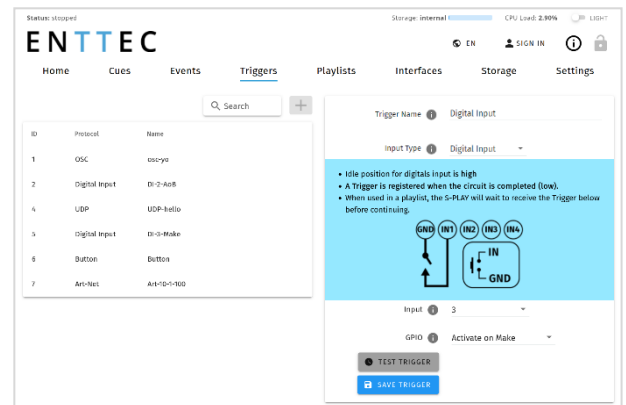 Status: stopped
Storage: internal
CPU Load: 2.90%
LIGHT
ENTTEC
EN
SIGN IN
Home
Cues
Events
Triggers
Playlists
Interfaces
Storage
Settings
Search
ID Protocol Name
1 OSC osc-yo
2 Digital Input DI-2-AoB
4 UDP UDP-hello
5 Digital Input DI-3-Make
6 Button Button
7 Art-Net Art-10-1-100
Trigger Name Digital Input
Input Type Digital Input
• Idle position for digitals input is high
• A Trigger is registered when the circuit is completed (low).
• When used in a playlist, the S-PLAY will wait to receive the Trigger below
before continuing.
GND IN1 IN2 IN3 IN4
IN
GND
Input 3
GPIO Activate on Make
TEST TRIGGER
SAVE TRIGGER